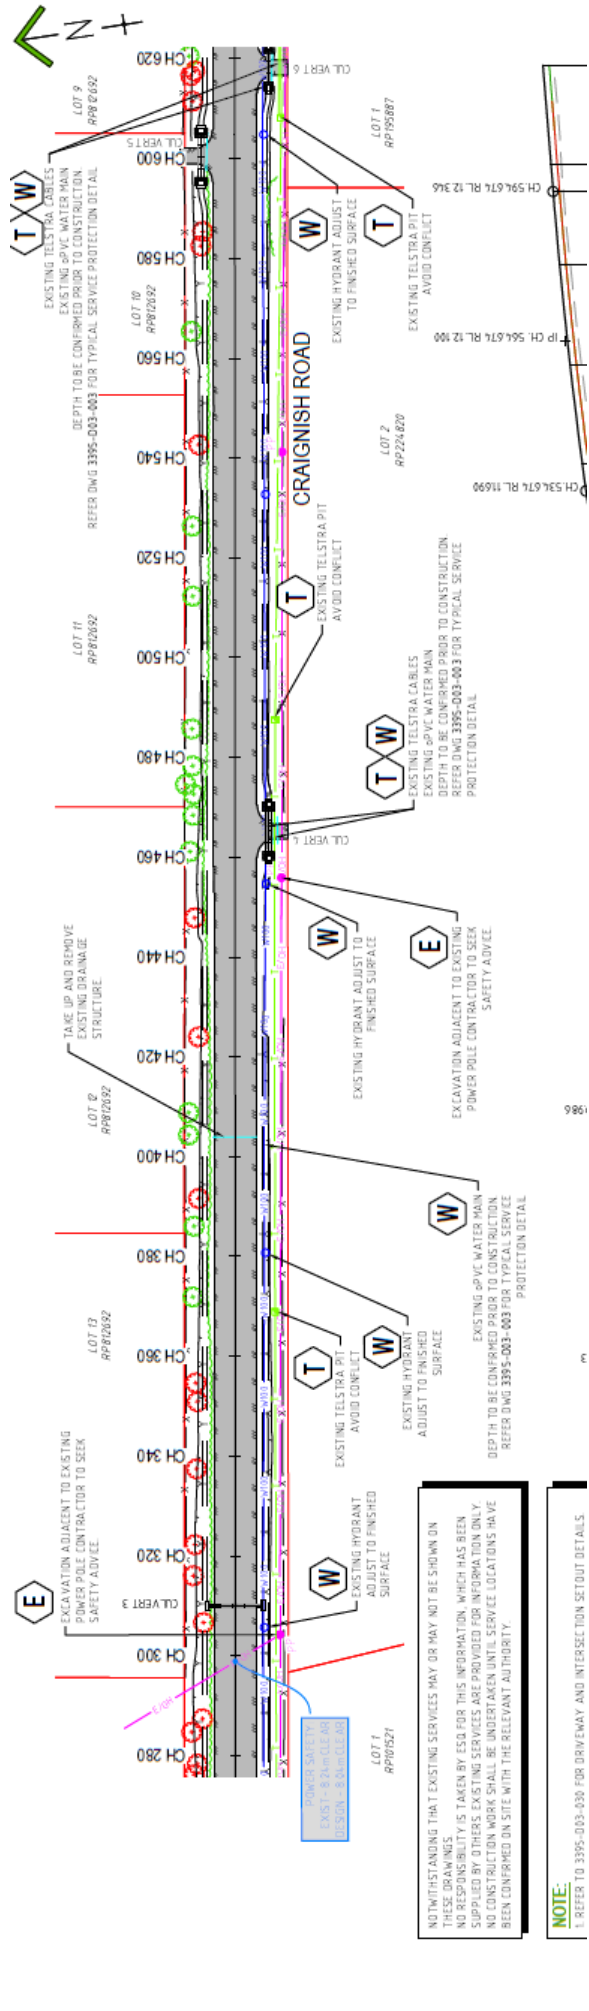 N
CH 620
CH 600
CH 580
CH 560
CH 540
CH 520
CH 500
CH 480
CH 460
CH 440
CH 420
CH 400
CH 380
CH 360
CH 340
CH 320
CH 300
CH 280
LOT 9
RP812692
CULVERT 5
CULVERT 6
LOT 1
RP195887
T W
EXISTING TELSTRA CABLES
EXISTING oPVC WATER MAIN
DEPTH TO BE CONFIRMED PRIOR TO CONSTRUCTION.
REFER DWG 3395-D03-003 FOR TYPICAL SERVICE PROTECTION DETAIL
LOT 10
RP812692
W
EXISTING HYDRANT ADJUST
TO FINISHED SURFACE
T
EXISTING TELSTRA PIT
AVOID CONFLICT
CRAIGNISH ROAD
LOT 2
RP224820
CH.594.674 RL.12.346
IP CH. 564.674 RL. 12.100
CH.534.674 RL.11.690
LOT 11
RP812692
T
EXISTING TELSTRA PIT
AVOID CONFLICT
T W
EXISTING TELSTRA CABLES
EXISTING oPVC WATER MAIN
DEPTH TO BE CONFIRMED PRIOR TO CONSTRUCTION.
REFER DWG 3395-D03-003 FOR TYPICAL SERVICE
PROTECTION DETAIL
CULVERT 4
TAKE UP AND REMOVE
EXISTING DRAINAGE
STRUCTURE.
W
EXISTING HYDRANT ADJUST TO
FINISHED SURFACE
E
EXCAVATION ADJACENT TO EXISTING
POWER POLE CONTRACTOR TO SEEK
SAFETY ADVICE.
LOT 12
RP812692
W
EXISTING oPVC WATER MAIN
DEPTH TO BE CONFIRMED PRIOR TO CONSTRUCTION.
REFER DWG 3395-D03-003 FOR TYPICAL SERVICE
PROTECTION DETAIL
.986
LOT 13
RP812692
T
EXISTING TELSTRA PIT
AVOID CONFLICT
W
EXISTING HYDRANT
ADJUST TO FINISHED
SURFACE
E
EXCAVATION ADJACENT TO EXISTING
POWER POLE CONTRACTOR TO SEEK
SAFETY ADVICE.
CULVERT 3
W
EXISTING HYDRANT
ADJUST TO FINISHED
SURFACE
POWER SAFETY:
EXIST - 8.24m CLEAR
DESIGN - 8.04m CLEAR
LOT 1
RP101521
NOTWITHSTANDING THAT EXISTING SERVICES MAY OR MAY NOT BE SHOWN ON
THESE DRAWINGS.
NO RESPONSIBILITY IS TAKEN BY ESQ FOR THIS INFORMATION, WHICH HAS BEEN
SUPPLIED BY OTHERS. EXISTING SERVICES ARE PROVIDED FOR INFORMATION ONLY.
NO CONSTRUCTION WORK SHALL BE UNDERTAKEN UNTIL SERVICE LOCATIONS HAVE
BEEN CONFIRMED ON SITE WITH THE RELEVANT AUTHORITY.
NOTE:
1. REFER TO 3395-D03-030 FOR DRIVEWAY AND INTERSECTION SETOUT DETAILS.